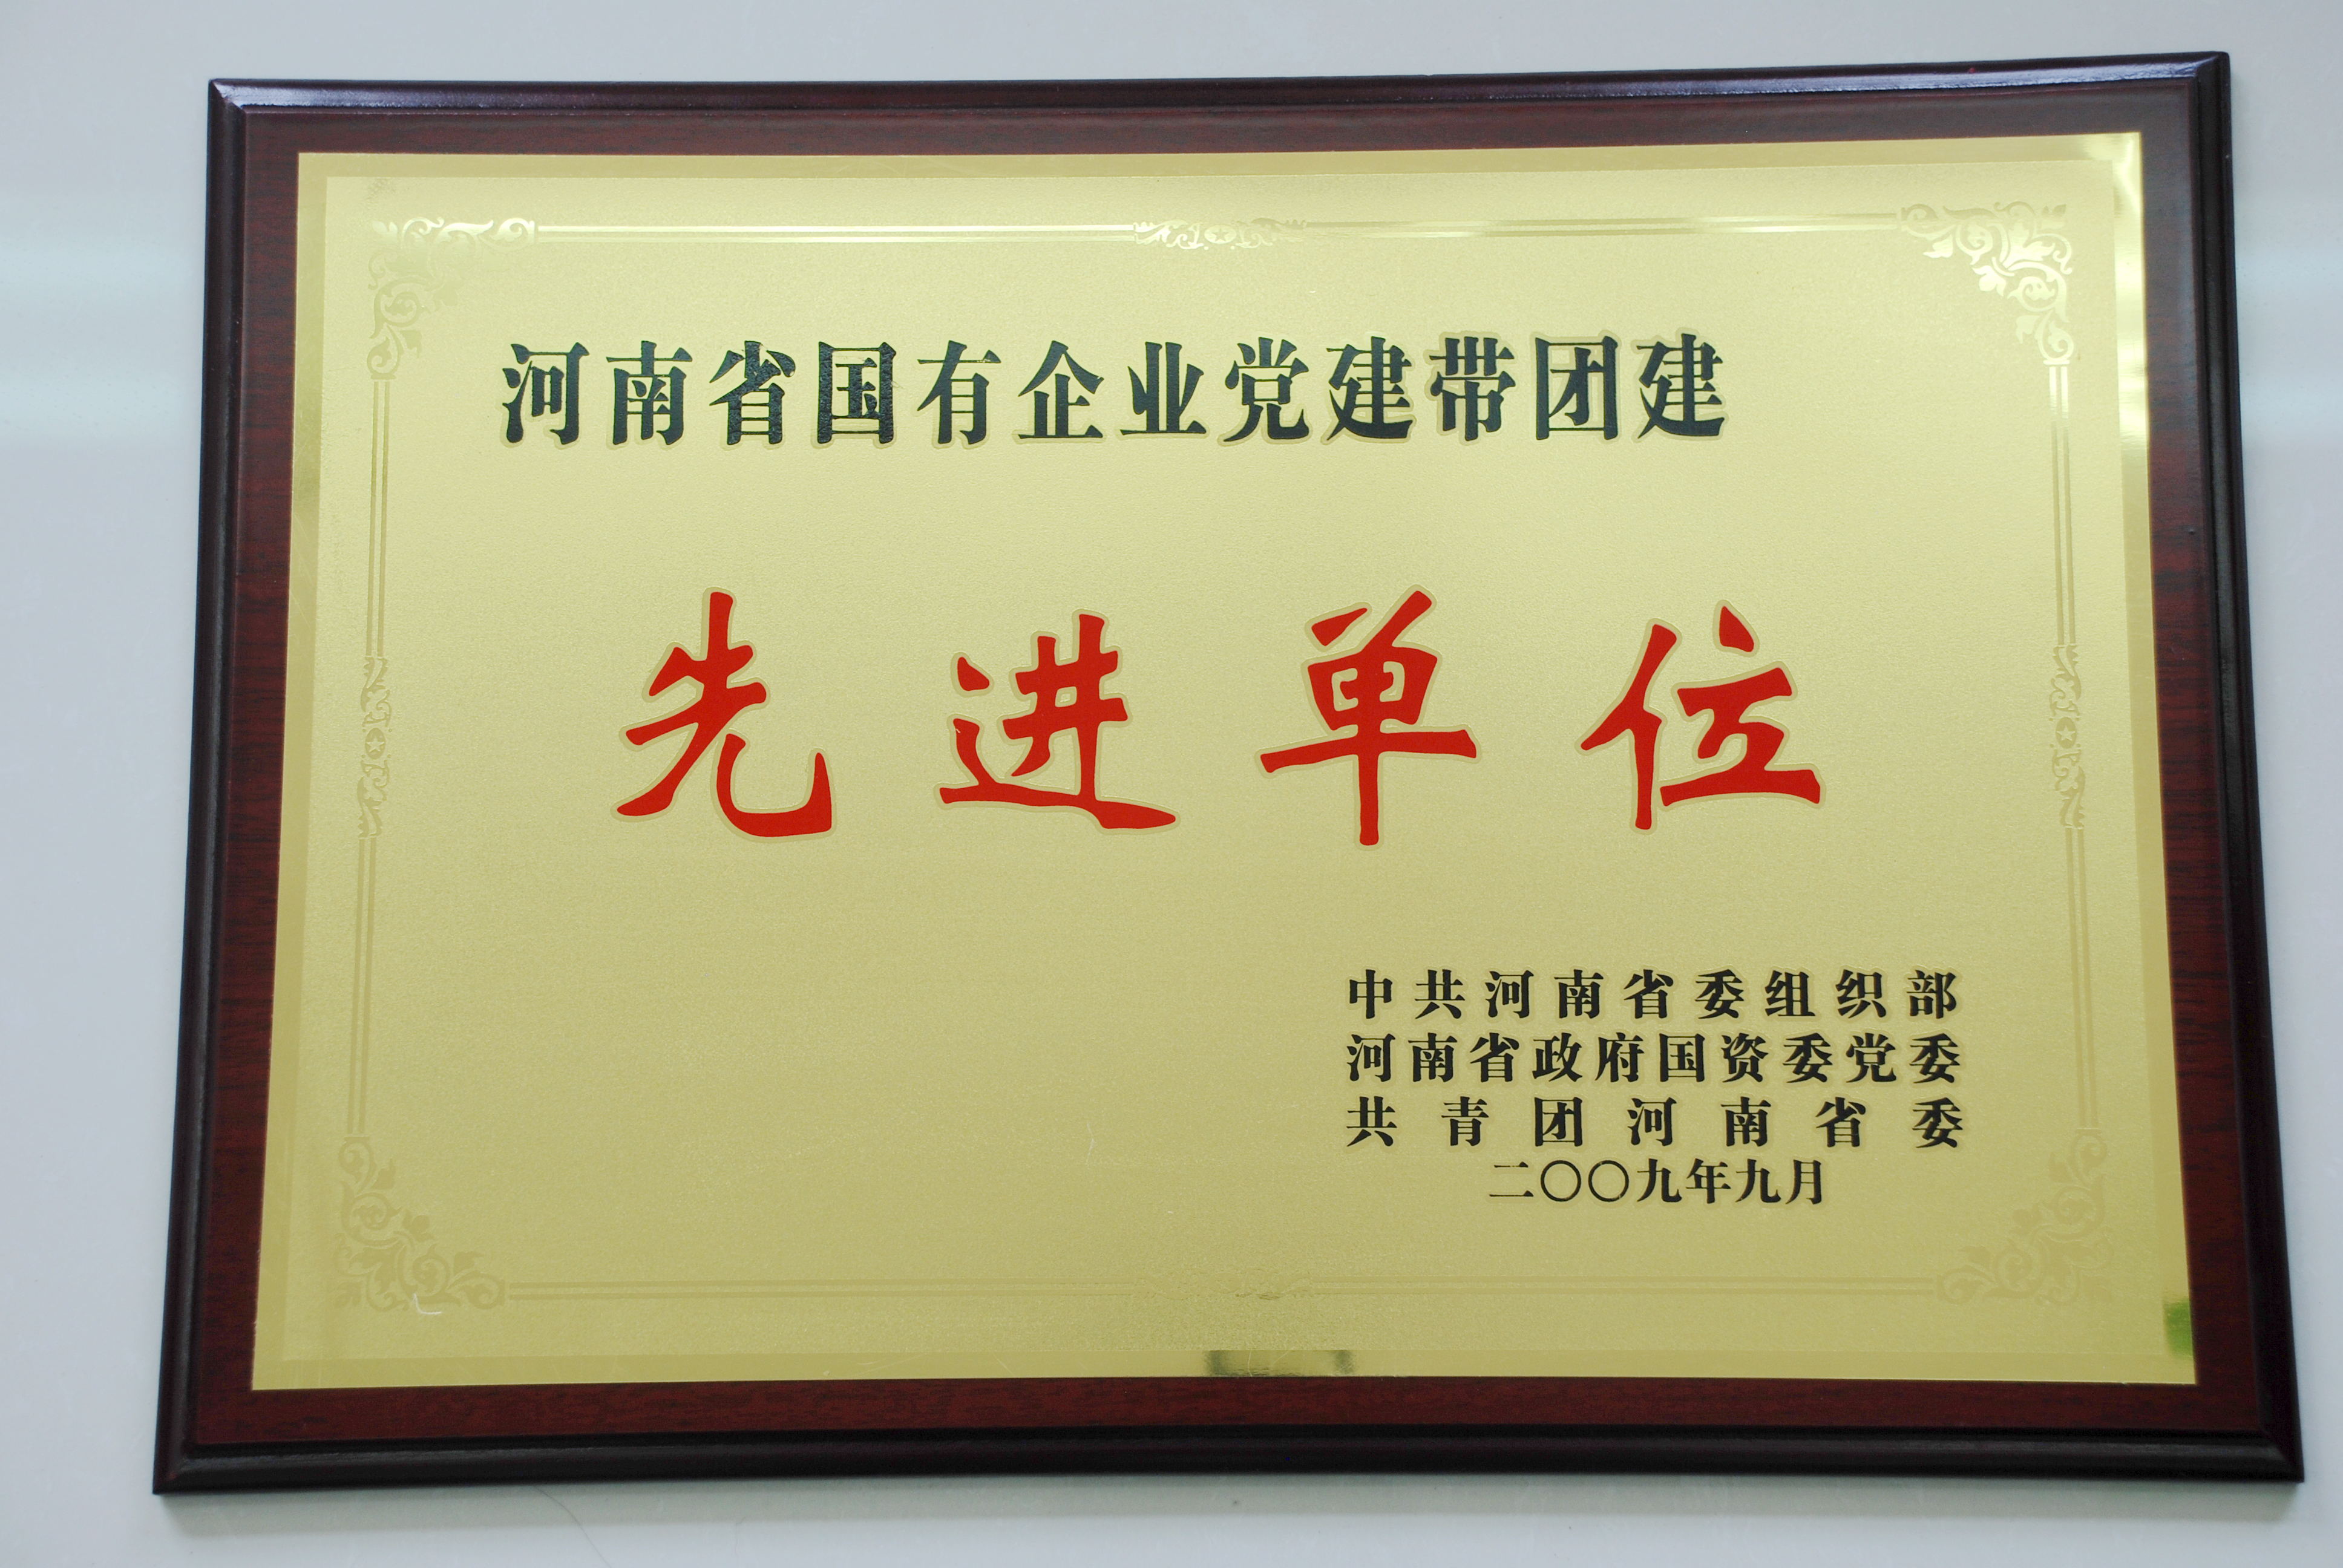 河南省国有企业党建带团建
先进单位
中共河南省委组织部
河南省政府国资委党委
共青团河南省委
二〇〇九年九月